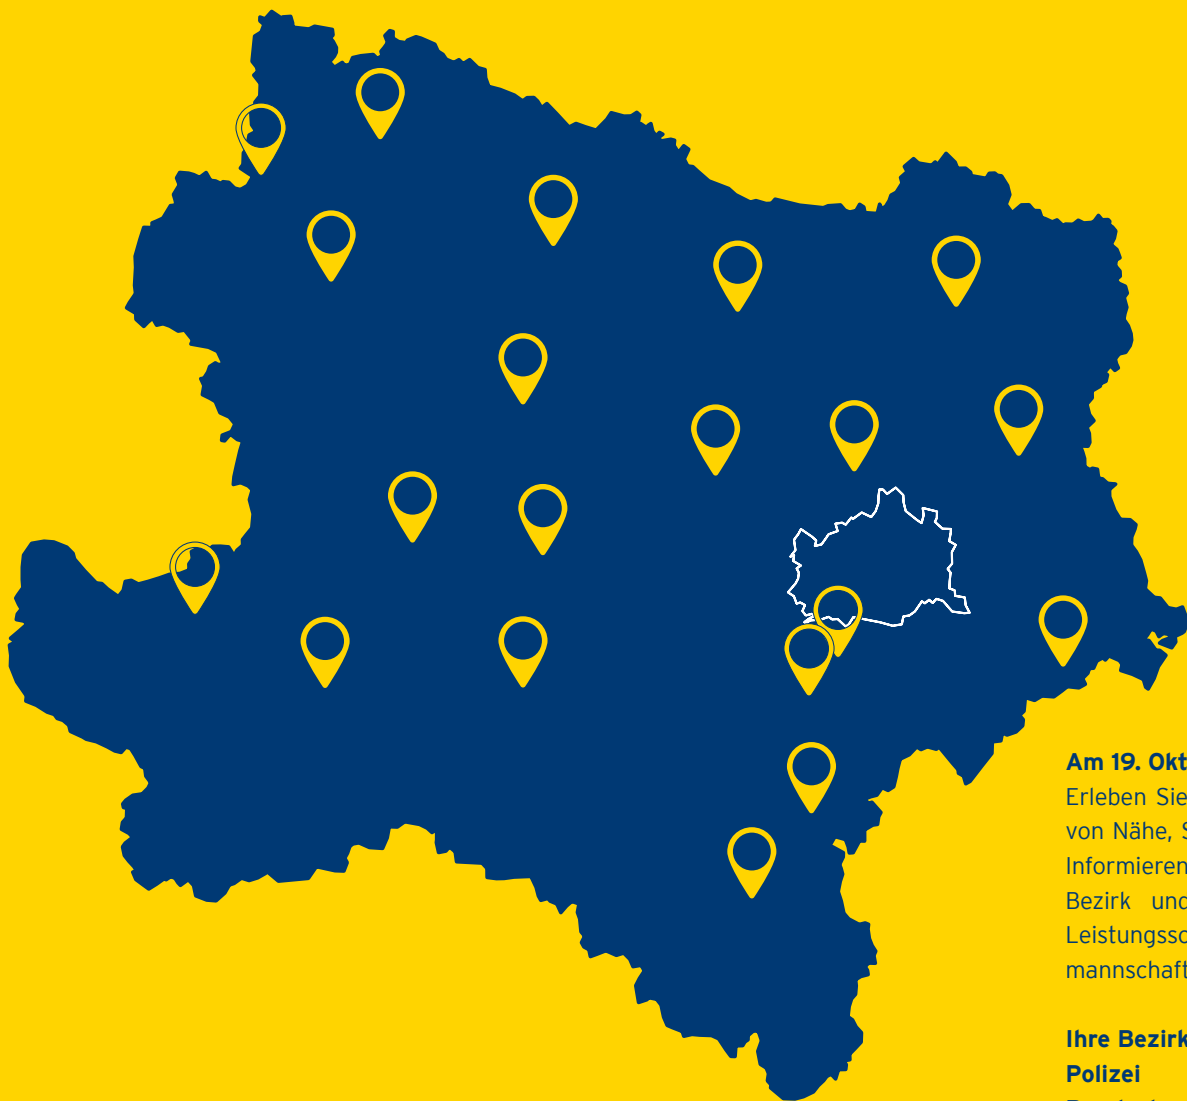 Am 19. Okt
Erleben Sie
von Nähe, S
Informieren
Bezirk und
Leistungssc
mannschaft
Ihre Bezirk
Polizei